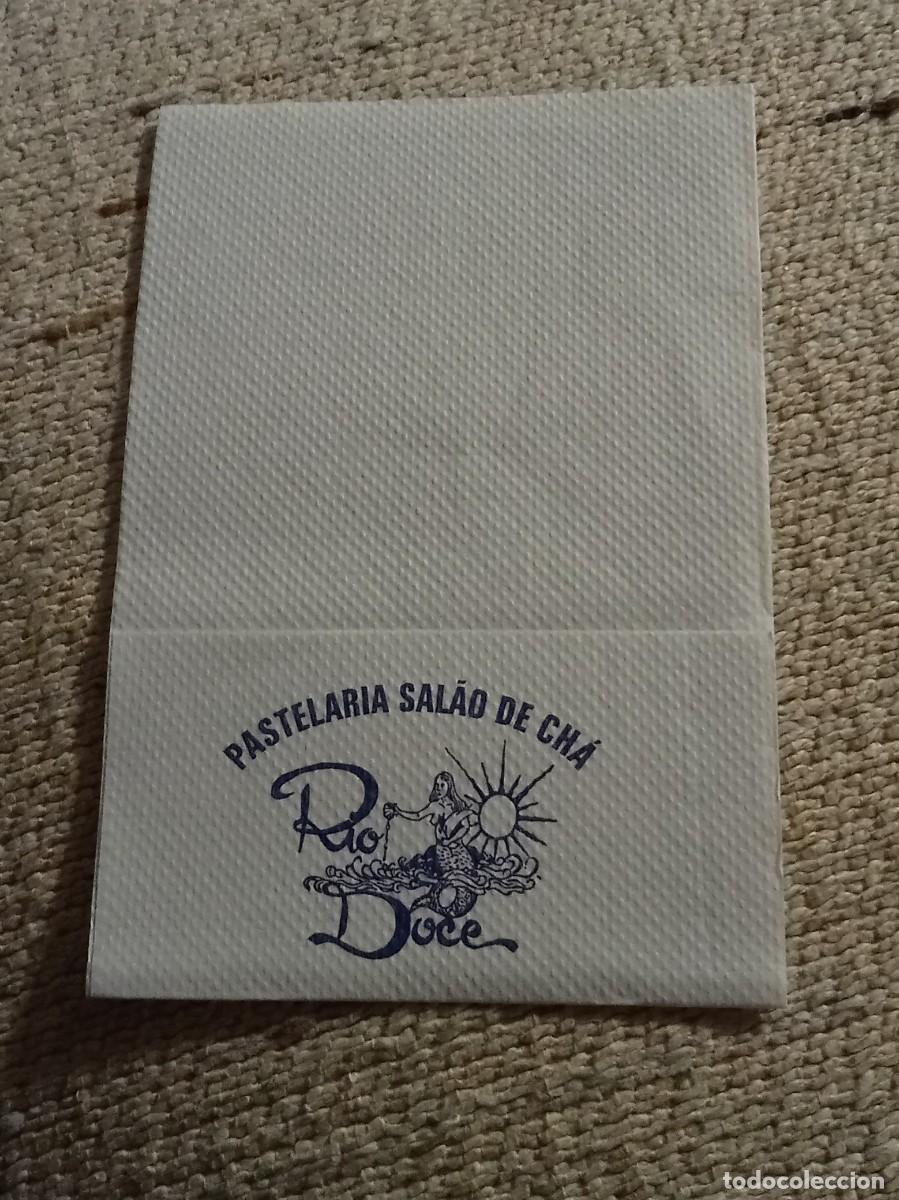 PASTELARIA SALÃO DE CHÁ
Rio
Doce
todocoleccion